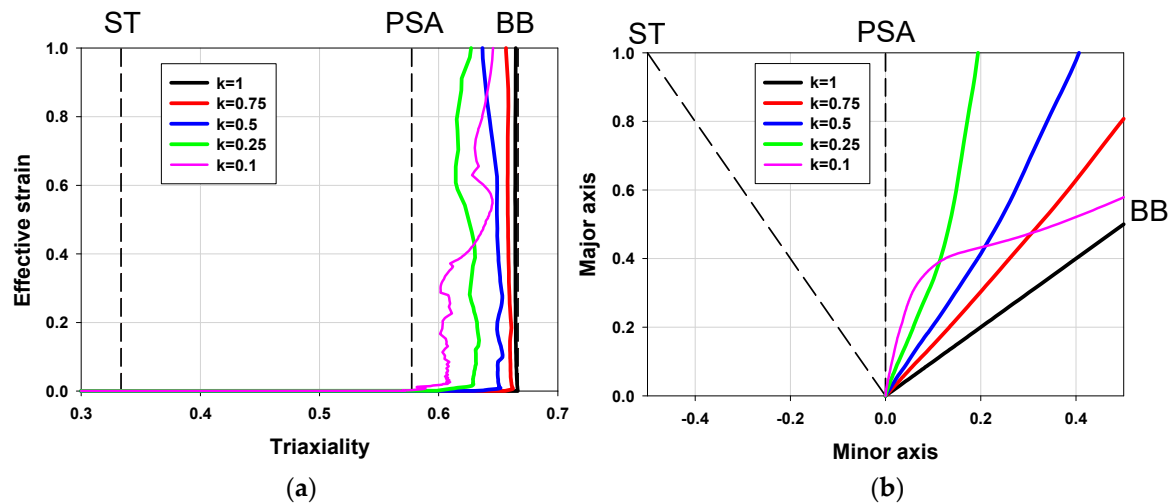 ST PSA BB
1.0
0.8
0.6
0.4
0.2
0.0
Effective strain
k=1
k=0.75
k=0.5
k=0.25
k=0.1
0.3 0.4 0.5 0.6 0.7
Triaxiality
(a)
ST PSA
1.0
0.8
0.6
0.4
0.2
0.0
Major axis
k=1
k=0.75
k=0.5
k=0.25
k=0.1
BB
-0.4 -0.2 0.0 0.2 0.4
Minor axis
(b)